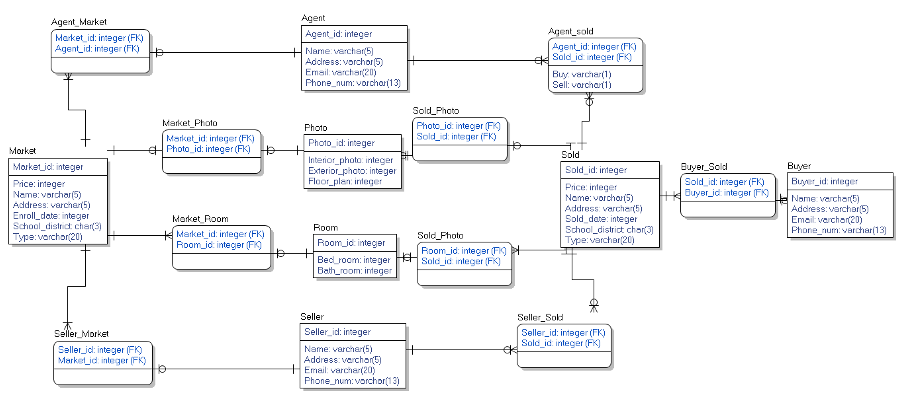 Agent_Market
Market_id: integer (FK)
Agent_id: integer (FK)
Agent
Agent_id: integer
Name: varchar(5)
Address: varchar(5)
Email: varchar(20)
Phone_num: varchar(13)
Agent_sold
Agent_id: integer (FK)
Sold_id: integer (FK)
Buy: varchar(1)
Sell: varchar(1)
Market_Photo
Market_id: integer (FK)
Photo_id: integer (FK)
Photo
Photo_id: integer
Interior_photo: integer
Exterior_photo: integer
Floor_plan: integer
Sold_Photo
Photo_id: integer (FK)
Sold_id: integer (FK)
Market
Market_id: integer
Price: integer
Name: varchar(5)
Address: varchar(5)
Enroll_date: integer
School_district: char(3)
Type: varchar(20)
Sold
Sold_id: integer
Price: integer
Name: varchar(5)
Address: varchar(5)
Sold_date: integer
School_district: char(3)
Type: varchar(20)
Buyer_Sold
Sold_id: integer (FK)
Buyer_id: integer (FK)
Buyer
Buyer_id: integer
Name: varchar(5)
Address: varchar(5)
Email: varchar(20)
Phone_num: varchar(13)
Market_Room
Market_id: integer (FK)
Room_id: integer (FK)
Room
Room_id: integer
Bed_room: integer
Bath_room: integer
Sold_Photo
Room_id: integer (FK)
Sold_id: integer (FK)
Seller_Market
Seller_id: integer (FK)
Market_id: integer (FK)
Seller
Seller_id: integer
Name: varchar(5)
Address: varchar(5)
Email: varchar(20)
Phone_num: varchar(13)
Seller_Sold
Seller_id: integer (FK)
Sold_id: integer (FK)